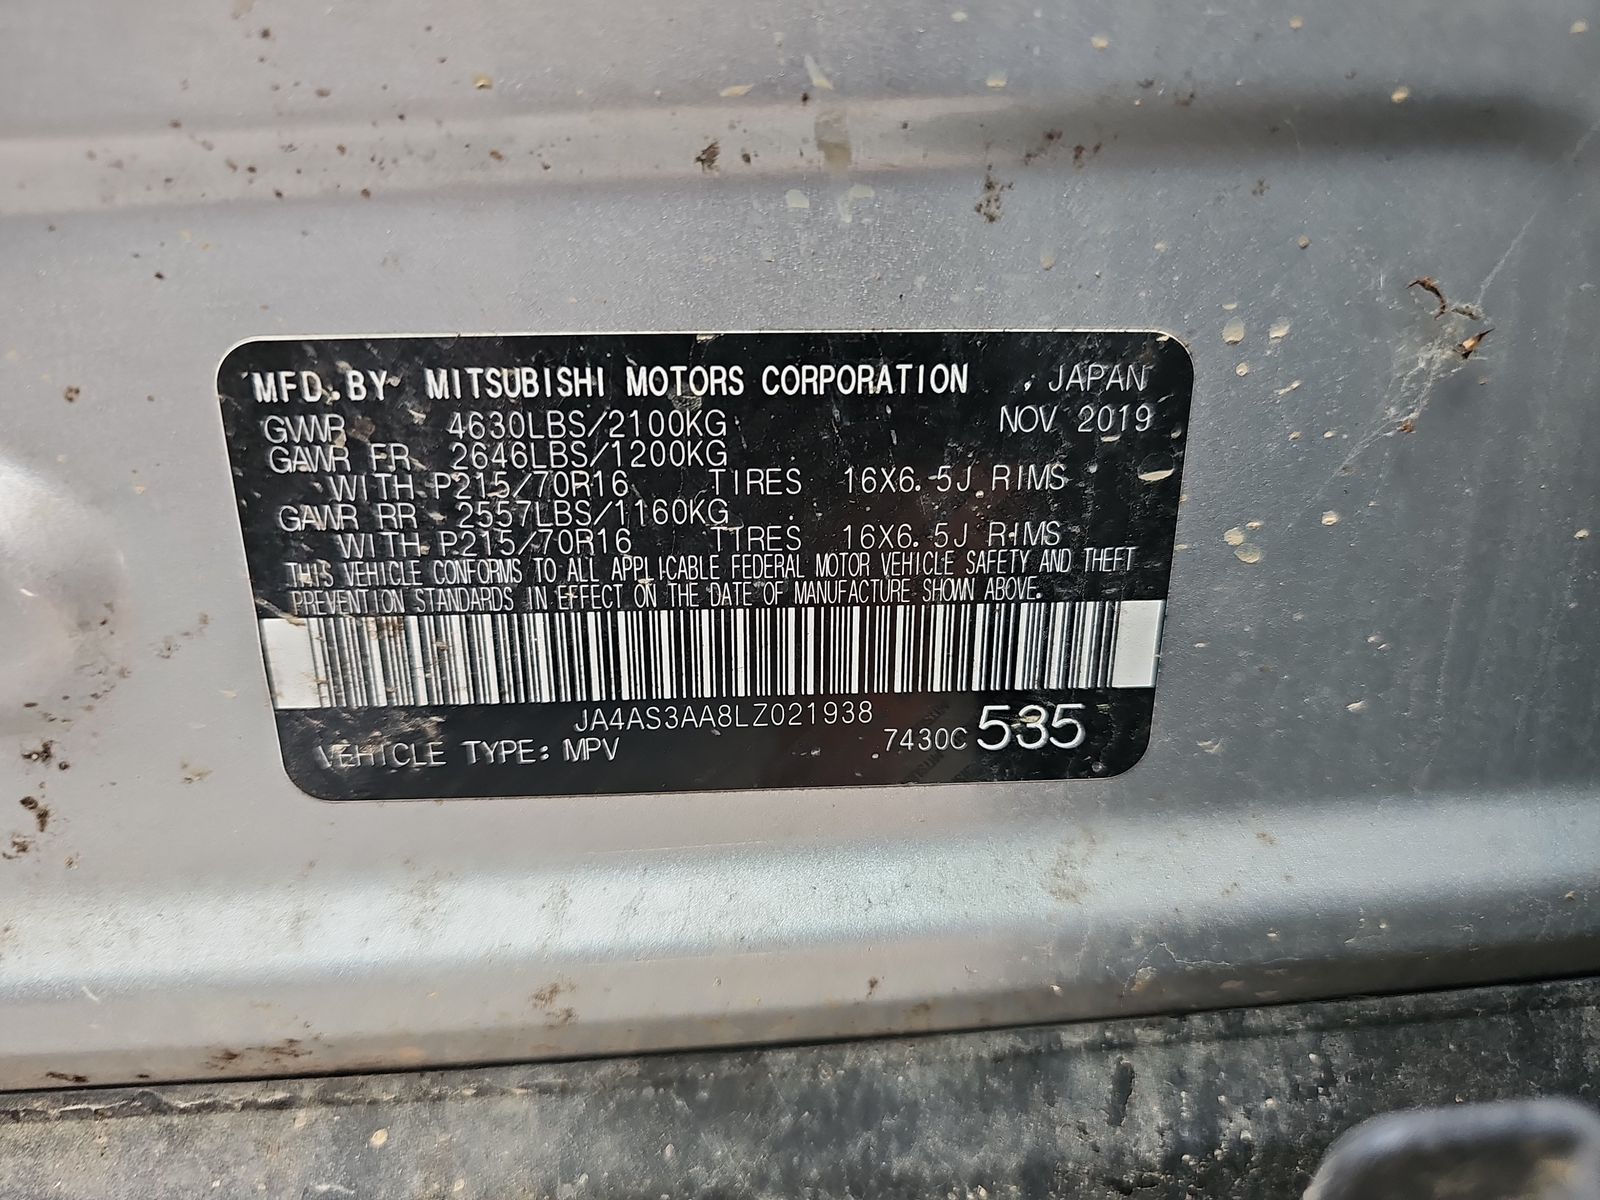 MFD.BY MITSUBISHI MOTORS CORPORATION , JAPAN
GVWR 4630LBS/2100KG NOV 2019
GAWR FR 2646LBS/1200KG
WITH P215/70R16 TIRES 16X6.5J RIMS
GAWR RR 2557LBS/1160KG
WITH P215/70R16 TIRES 16X6.5J RIMS
THIS VEHICLE CONFORMS TO ALL APPLICABLE FEDERAL MOTOR VEHICLE SAFETY AND THEFT
PREVENTION STANDARDS IN EFFECT ON THE DATE OF MANUFACTURE SHOWN ABOVE.
JA4AS3AA8LZ021938
VEHICLE TYPE: MPV 7430C 535